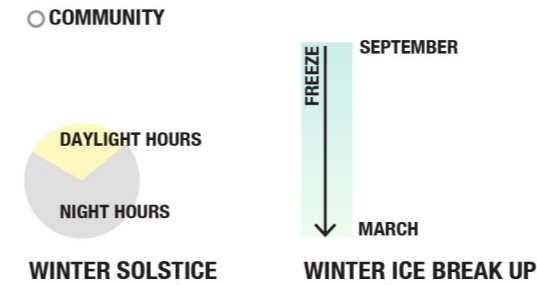 COMMUNITY
DAYLIGHT HOURS
NIGHT HOURS
WINTER SOLSTICE
FREEZE
SEPTEMBER
MARCH
WINTER ICE BREAK UP